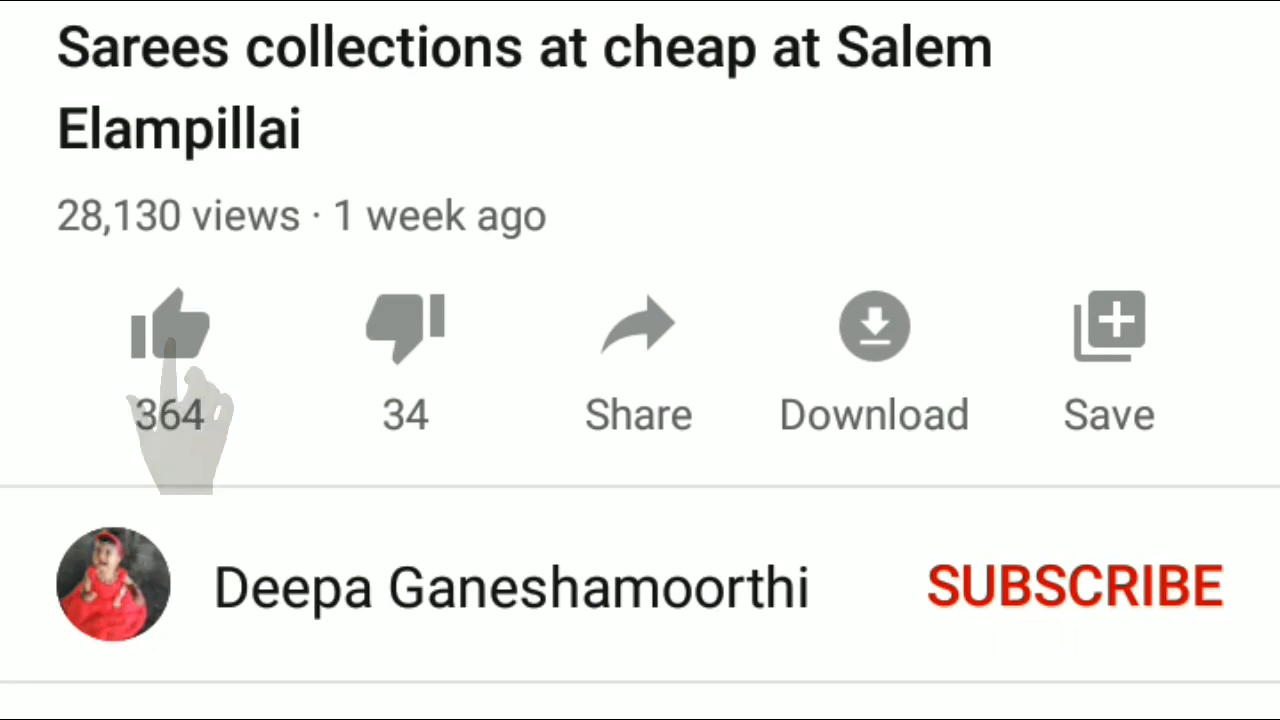 Sarees collections at cheap at Salem
Elampillai
28,130 views · 1 week ago
364 34 Share Download Save
Deepa Ganeshamoorthi SUBSCRIBE